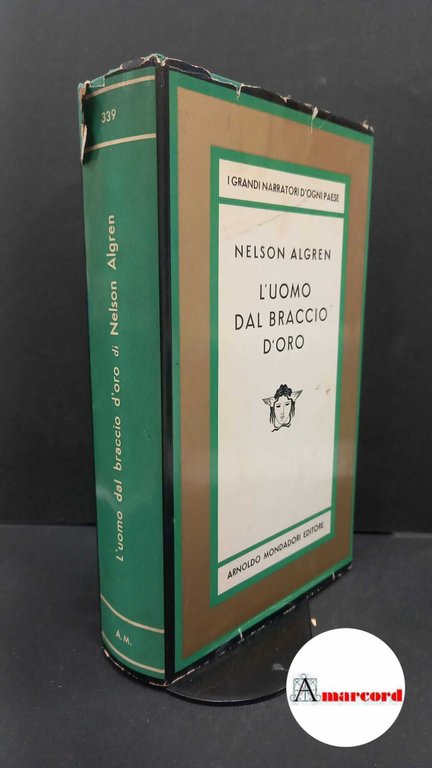 339
L'uomo dal braccio d'oro di Nelson Algren
A.M.
I GRANDI NARRATORI D'OGNI PAESE
NELSON ALGREN
L'UOMO
DAL BRACCIO
D'ORO
ARNOLDO MONDADORI EDITORE
Amarcord